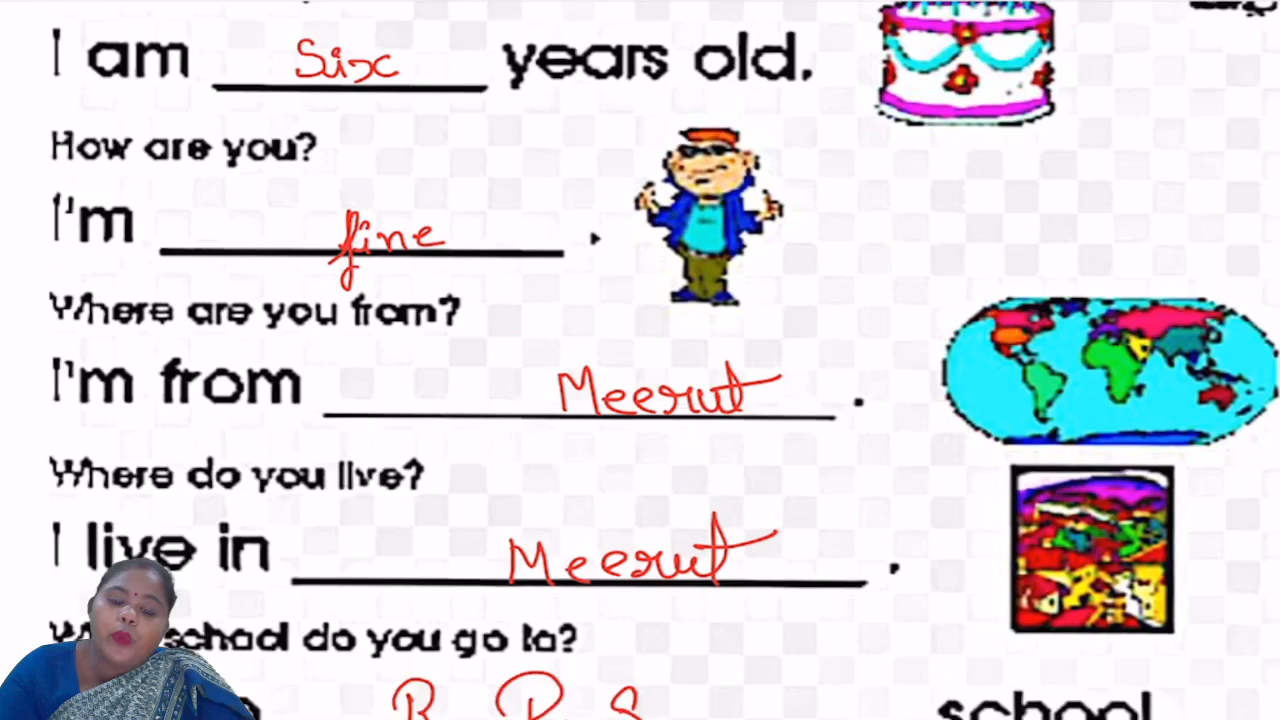 I am Six years old.
How are you?
I'm fine .
Where are you from?
I'm from Meerut .
Where do you live?
I live in Meerut .
school do you go to?
B. P. S school